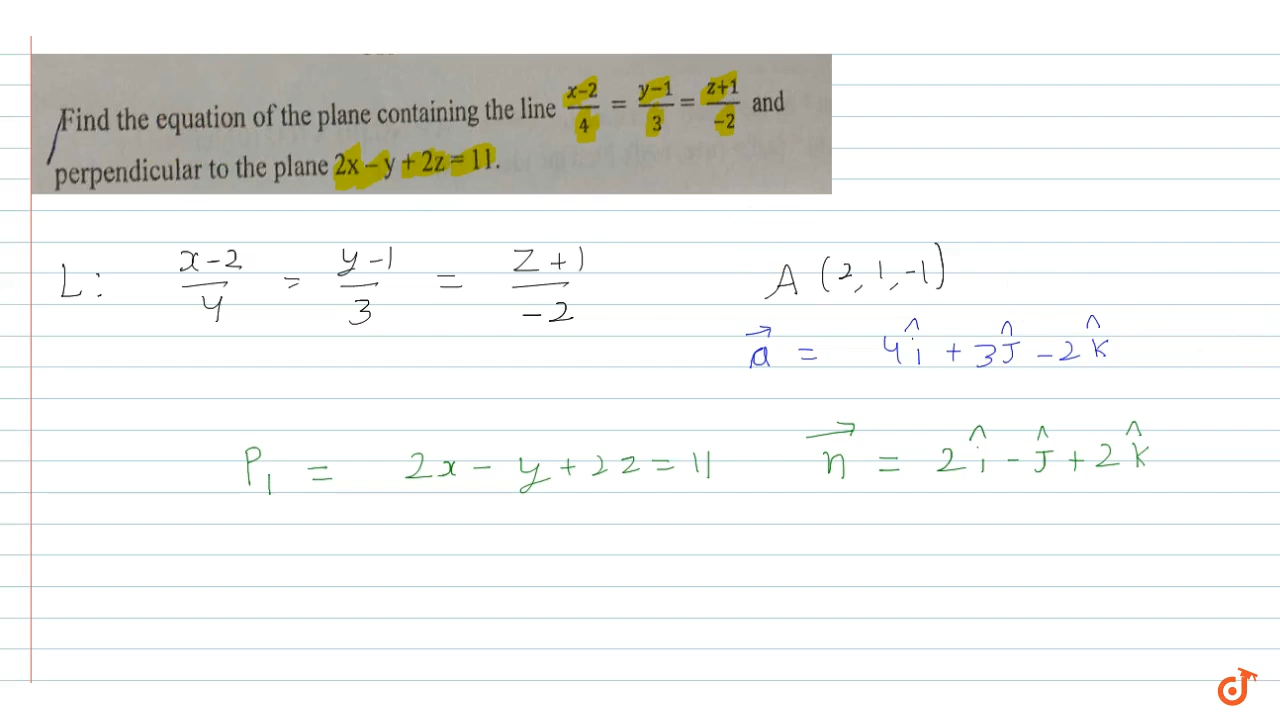 Find the equation of the plane containing the line x-2/4 = y-1/3 = z+1/-2 and
perpendicular to the plane 2x – y + 2z = 11.
L: x-2/4 = y-1/3 = z+1/-2 A (2, 1, -1)
a⃗ = 4î + 3ĵ - 2k̂
P₁ = 2x - y + 2z = 11 n⃗ = 2î - ĵ + 2k̂